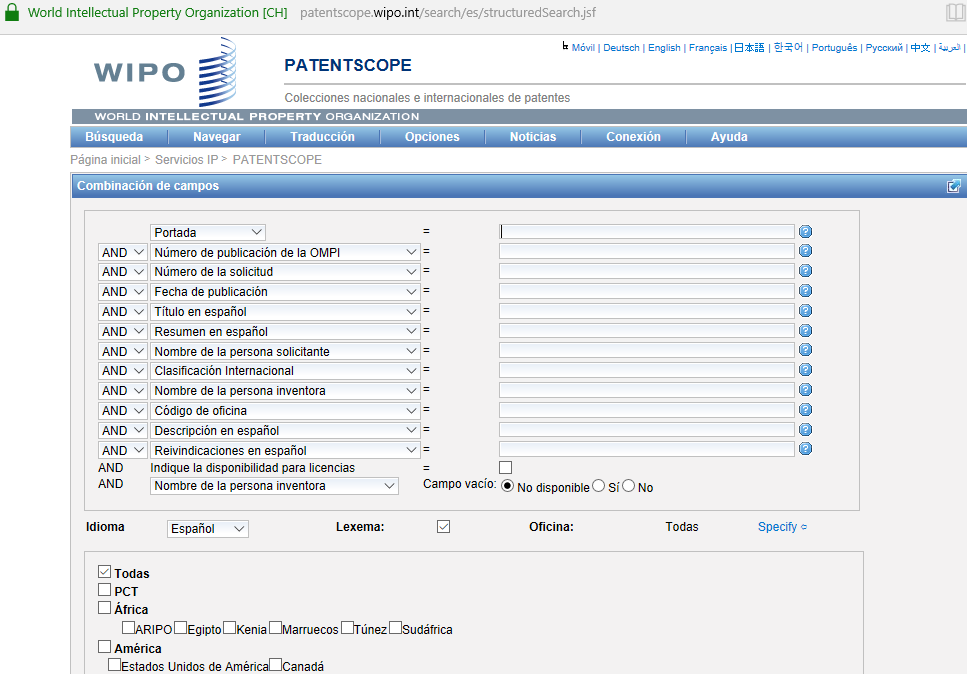 World Intellectual Property Organization [CH] patentscope.wipo.int/search/es/structuredSearch.jsf
Móvil | Deutsch | English | Français | 日本語 | 한국어 | Português | Русский | 中文 | العربية |
WIPO
PATENTSCOPE
Colecciones nacionales e internacionales de patentes
WORLD INTELLECTUAL PROPERTY ORGANIZATION
Búsqueda Navegar Traducción Opciones Noticias Conexión Ayuda
Página inicial > Servicios IP > PATENTSCOPE
Combinación de campos
Portada =
AND Número de publicación de la OMPI =
AND Número de la solicitud =
AND Fecha de publicación =
AND Título en español =
AND Resumen en español =
AND Nombre de la persona solicitante =
AND Clasificación Internacional =
AND Nombre de la persona inventora =
AND Código de oficina =
AND Descripción en español =
AND Reivindicaciones en español =
AND Indique la disponibilidad para licencias =
AND Nombre de la persona inventora Campo vacío: No disponible Sí No
Idioma Español Lexema: Oficina: Todas Specify
Todas
PCT
África
ARIPO Egipto Kenia Marruecos Túnez Sudáfrica
América
Estados Unidos de América Canadá